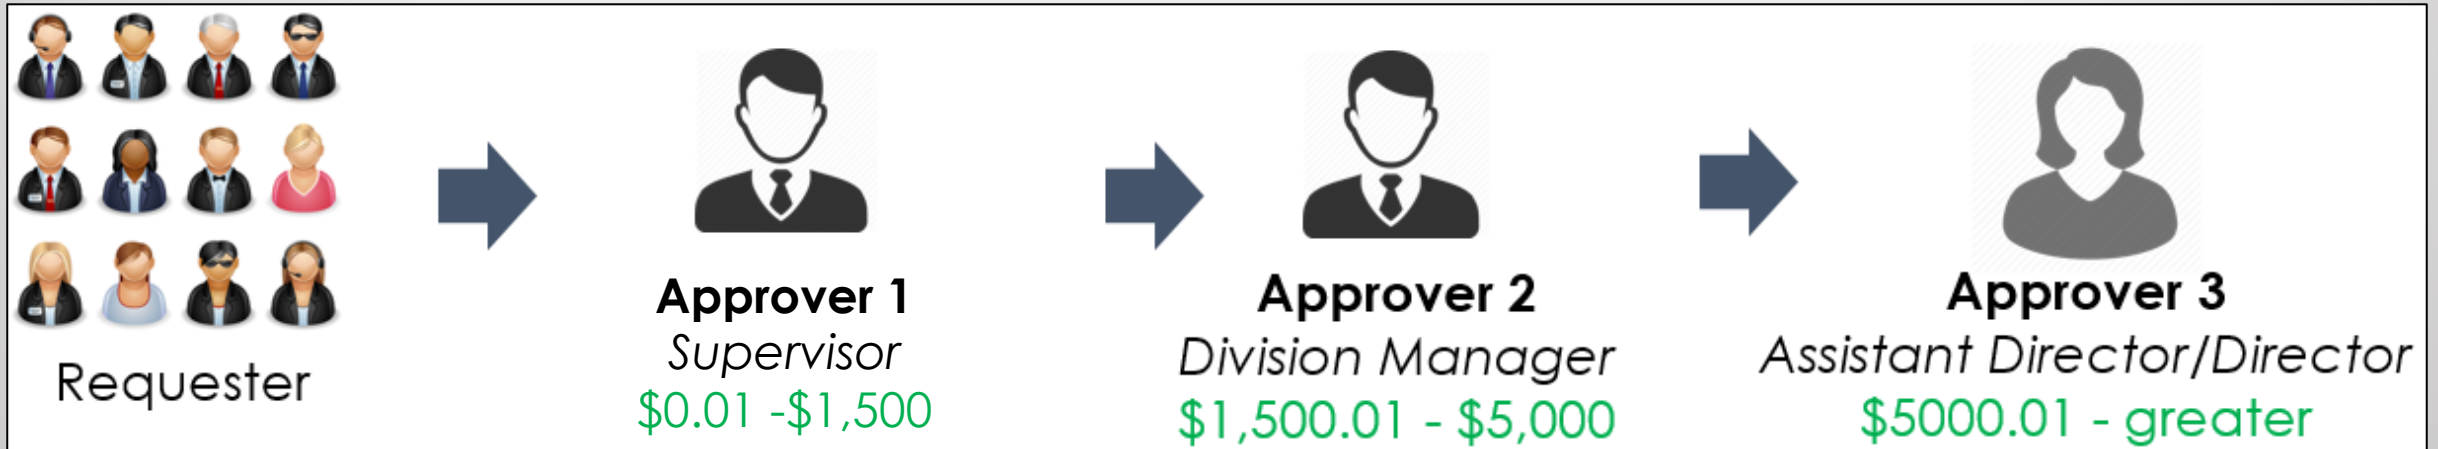 Requester
Approver 1
Supervisor
$0.01 -$1,500
Approver 2
Division Manager
$1,500.01 - $5,000
Approver 3
Assistant Director/Director
$5000.01 - greater